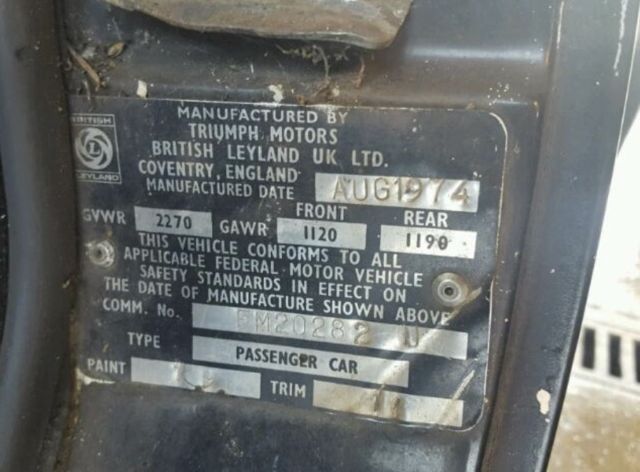 MANUFACTURED BY
TRIUMPH MOTORS
BRITISH LEYLAND UK LTD.
COVENTRY, ENGLAND
MANUFACTURED DATE AUG1974
BRITISH
L
LEYLAND
FRONT REAR
GVWR 2270 GAWR 1120 1190
THIS VEHICLE CONFORMS TO ALL
APPLICABLE FEDERAL MOTOR VEHICLE
SAFETY STANDARDS IN EFFECT ON
THE DATE OF MANUFACTURE SHOWN ABOVE
COMM. No. FM20282 U
TYPE PASSENGER CAR
PAINT TRIM 11